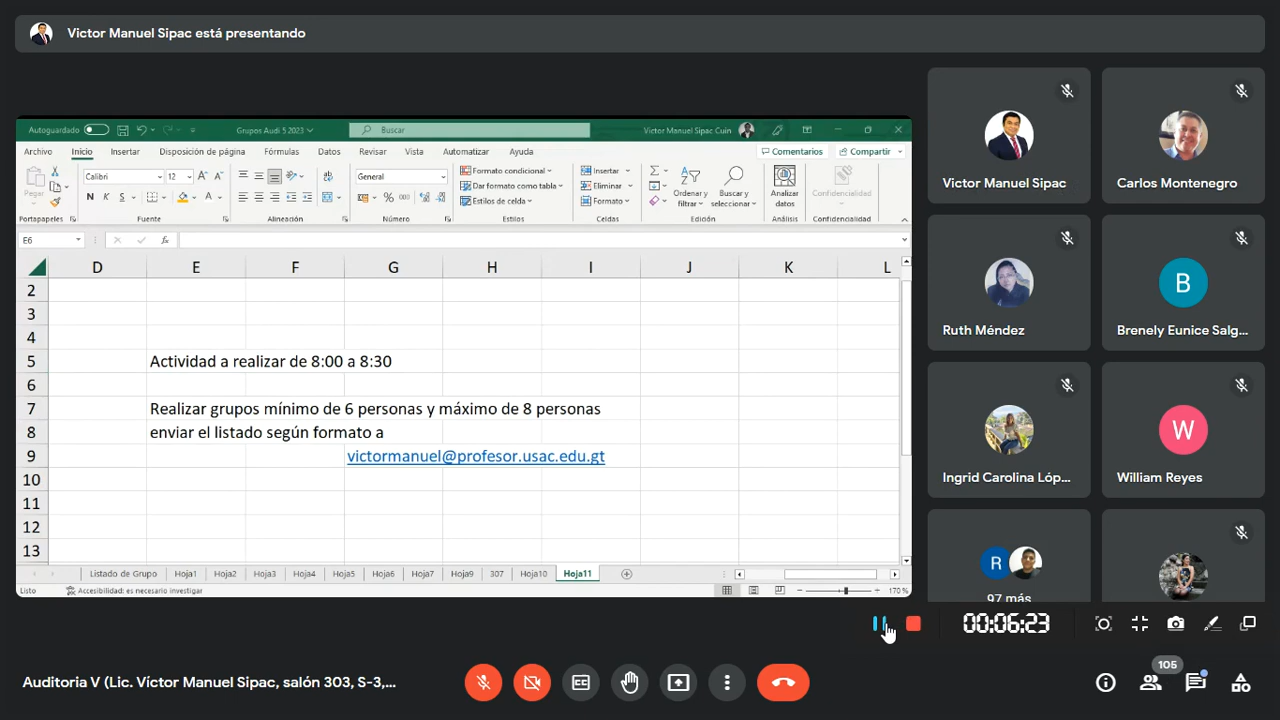 Victor Manuel Sipac está presentando
Autoguardado
Grupos Audi 5 2023
Buscar
Victor Manuel Sipac Cuin
Archivo Inicio Insertar Disposición de página Fórmulas Datos Revisar Vista Automatizar Ayuda Comentarios Compartir
Pegar
Calibri 12
N K S
General
Formato condicional
Dar formato como tabla
Estilos de celda
Insertar
Eliminar
Formato
Ordenar y filtrar
Buscar y seleccionar
Analizar datos
Confidencialidad
Portapapeles Fuente Alineación Número Estilos Celdas Edición Análisis Confidencialidad
E6 fx
D E F G H I J K L
2
3
4
5 Actividad a realizar de 8:00 a 8:30
6
7 Realizar grupos mínimo de 6 personas y máximo de 8 personas
8 enviar el listado según formato a
9 victormanuel@profesor.usac.edu.gt
10
11
12
13
Listado de Grupo Hoja1 Hoja2 Hoja3 Hoja4 Hoja5 Hoja6 Hoja7 Hoja9 307 Hoja10 Hoja11
Listo Accesibilidad: es necesario investigar 170 %
Victor Manuel Sipac
Carlos Montenegro
Ruth Méndez
B
Brenely Eunice Salg...
Ingrid Carolina Lóp...
W
William Reyes
R
97 más
00:06:23
Auditoria V (Lic. Víctor Manuel Sipac, salón 303, S-3,...
CC
105